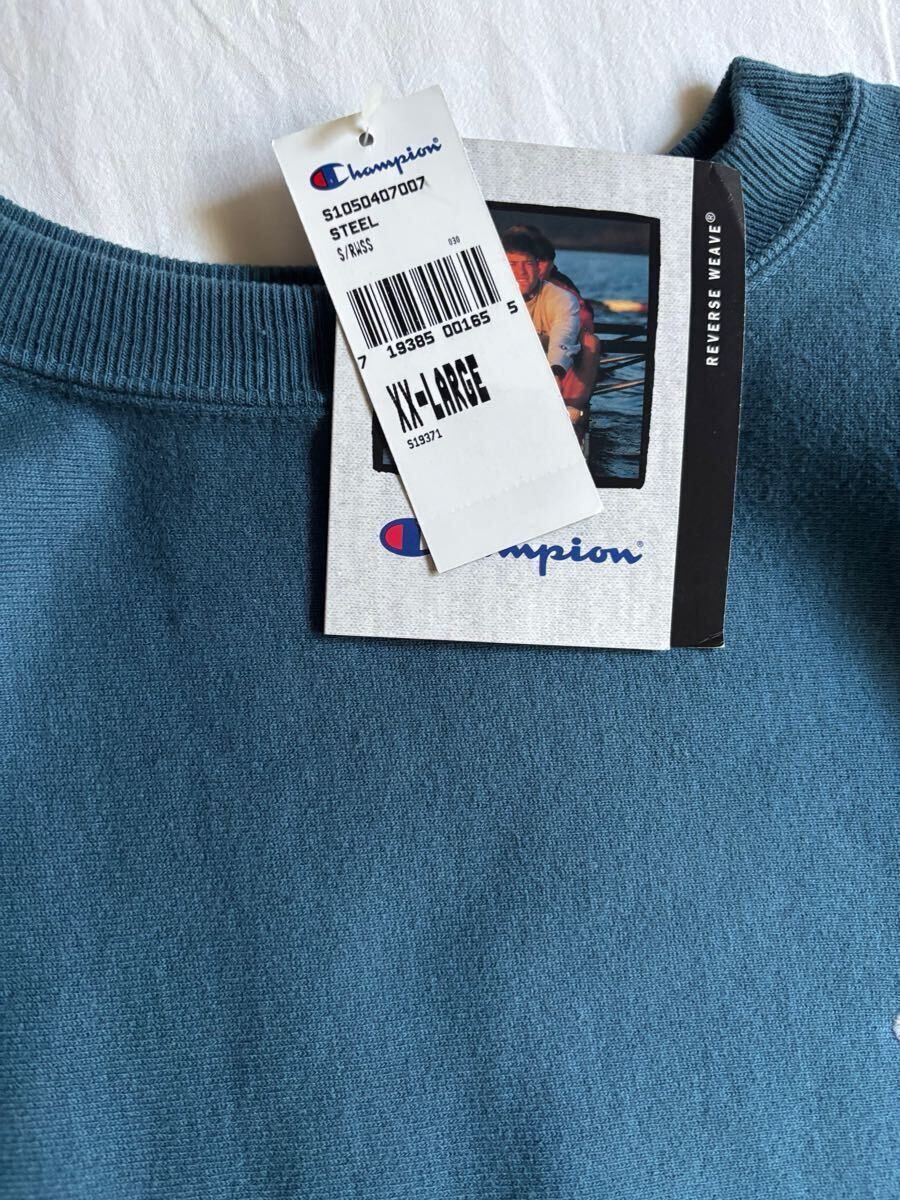 Champion®
S1050407007
STEEL
S/RWSS
030
7 19385 00165 5
XX-LARGE
S19371
REVERSE WEAVE®
Champion®